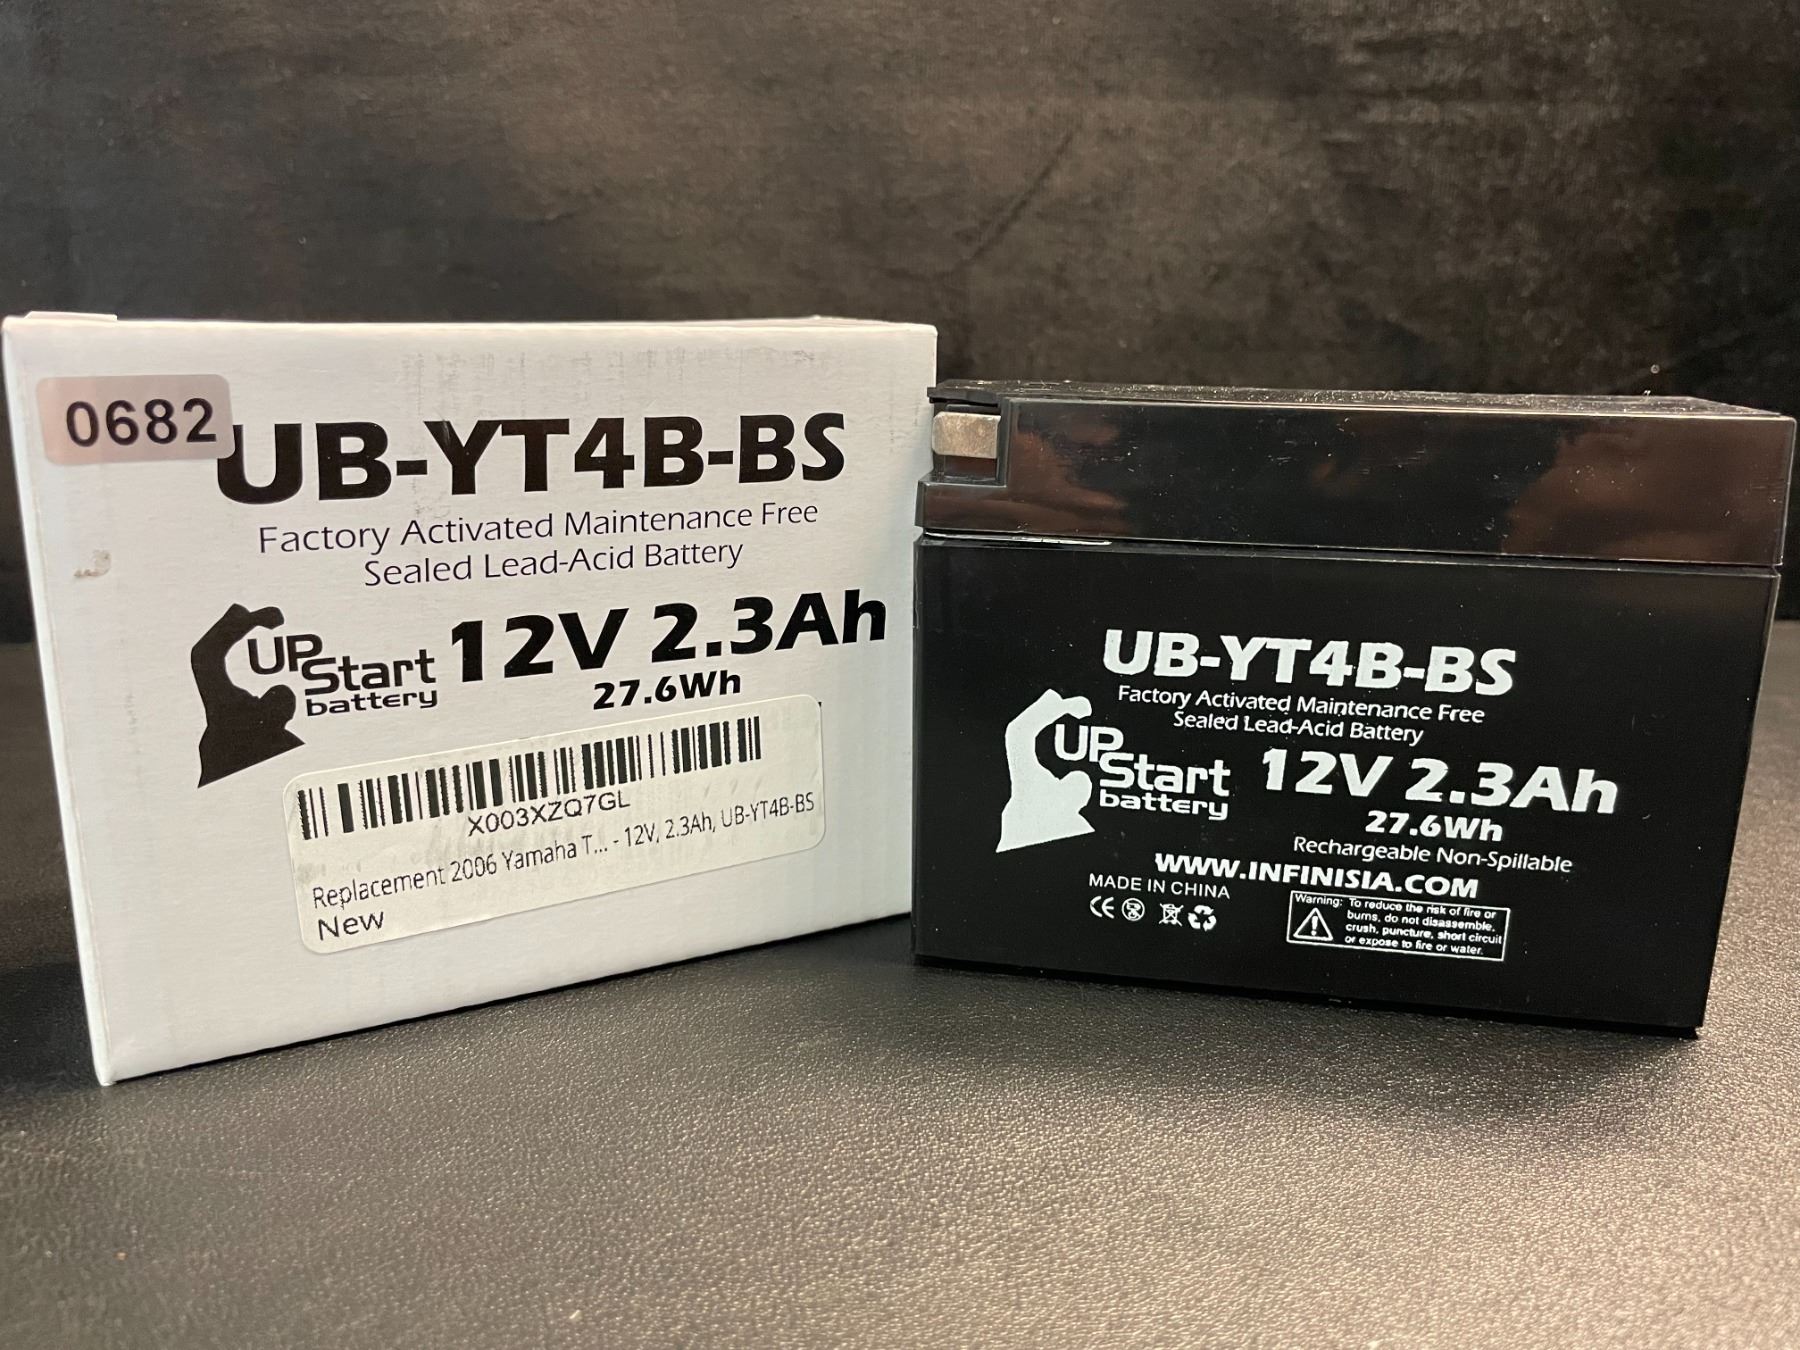 0682
UB-YT4B-BS
Factory Activated Maintenance Free
Sealed Lead-Acid Battery
UPStart
battery
12V 2.3Ah
27.6Wh
X003XZQ7GL
Replacement 2006 Yamaha T... - 12V, 2.3Ah, UB-YT4B-BS
New
UB-YT4B-BS
Factory Activated Maintenance Free
Sealed Lead-Acid Battery
UPStart
battery
12V 2.3Ah
27.6Wh
Rechargeable Non-Spillable
WWW.INFINISIA.COM
MADE IN CHINA
CE
Warning: To reduce the risk of fire or
burns, do not disassemble,
crush, puncture, short circuit
or expose to fire or water.